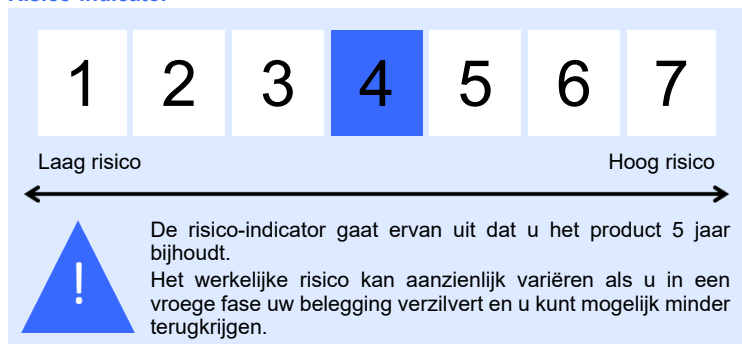 1 2 3 4 5 6 7
Laag risico Hoog risico
De risico-indicator gaat ervan uit dat u het product 5 jaar
bijhoudt.
Het werkelijke risico kan aanzienlijk variëren als u in een
vroege fase uw belegging verzilvert en u kunt mogelijk minder
terugkrijgen.
!